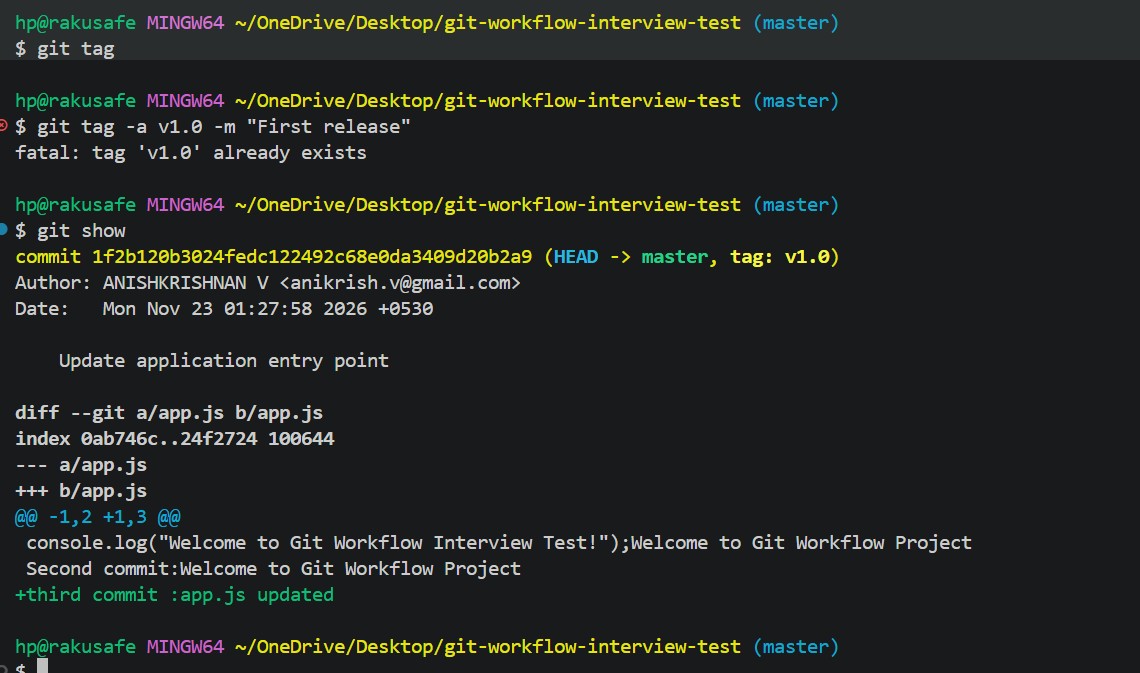 hp@rakusafe MINGW64 ~/OneDrive/Desktop/git-workflow-interview-test (master)
$ git tag
hp@rakusafe MINGW64 ~/OneDrive/Desktop/git-workflow-interview-test (master)
$ git tag -a v1.0 -m "First release"
fatal: tag 'v1.0' already exists
hp@rakusafe MINGW64 ~/OneDrive/Desktop/git-workflow-interview-test (master)
$ git show
commit 1f2b120b3024fedc122492c68e0da3409d20b2a9 (HEAD -> master, tag: v1.0)
Author: ANISHKRISHNAN V <anikrish.v@gmail.com>
Date:   Mon Nov 23 01:27:58 2026 +0530
    Update application entry point
diff --git a/app.js b/app.js
index 0ab746c..24f2724 100644
--- a/app.js
+++ b/app.js
@@ -1,2 +1,3 @@
 console.log("Welcome to Git Workflow Interview Test!");Welcome to Git Workflow Project
 Second commit:Welcome to Git Workflow Project
+third commit :app.js updated
hp@rakusafe MINGW64 ~/OneDrive/Desktop/git-workflow-interview-test (master)
$